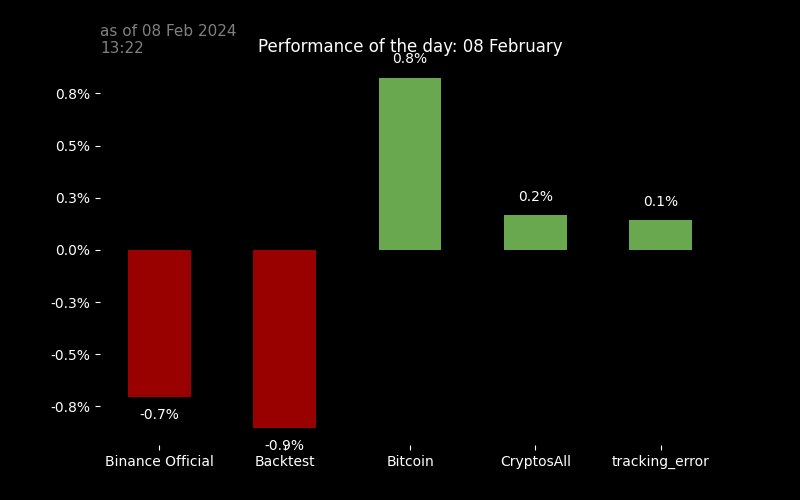 as of 08 Feb 2024
13:22
Performance of the day: 08 February
0.8%
0.8%
0.5%
0.3%
0.0%
-0.3%
-0.5%
-0.8%
0.2%
0.1%
-0.7%
-0.9%
Binance Official
Backtest
Bitcoin
CryptosAll
tracking_error